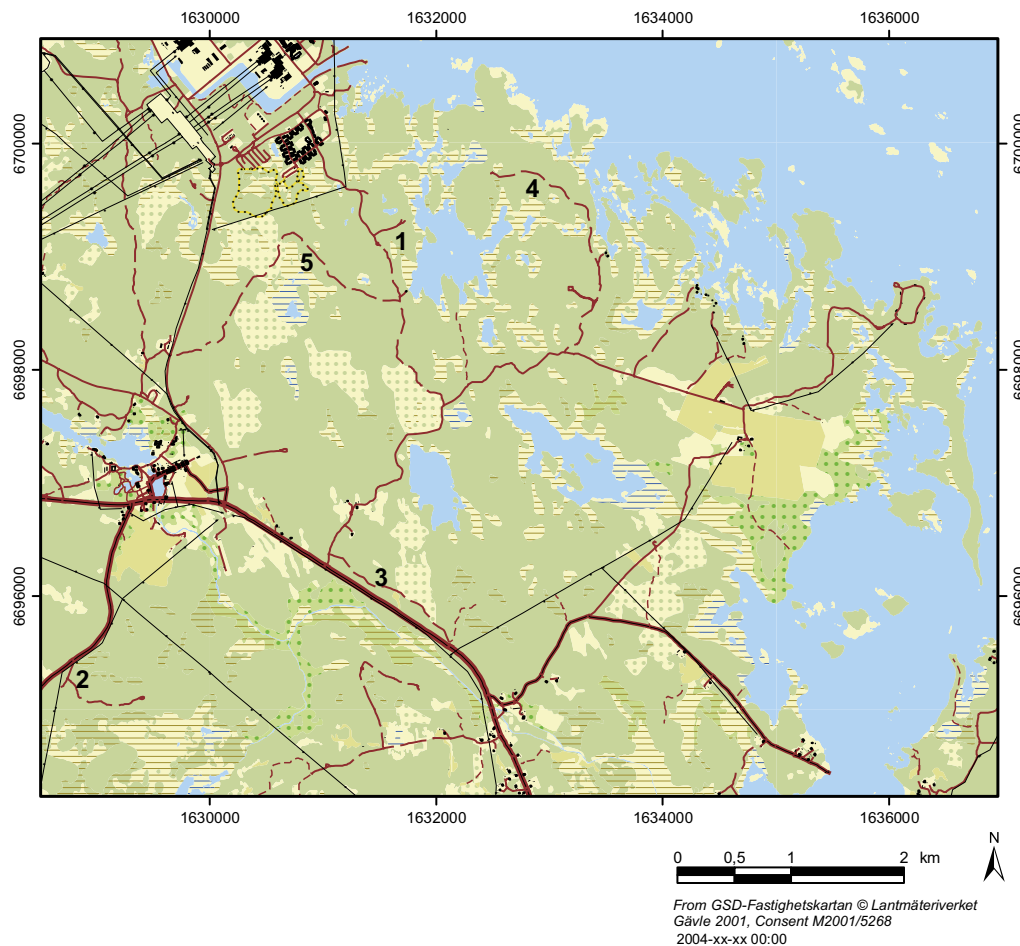 1630000 1632000 1634000 1636000
6700000 6700000
4
1
5
6698000 6698000
3
6696000 6696000
2
1630000 1632000 1634000 1636000
0 0,5 1 2 km
N
From GSD-Fastighetskartan © Lantmäteriverket
Gävle 2001, Consent M2001/5268
2004-xx-xx 00:00